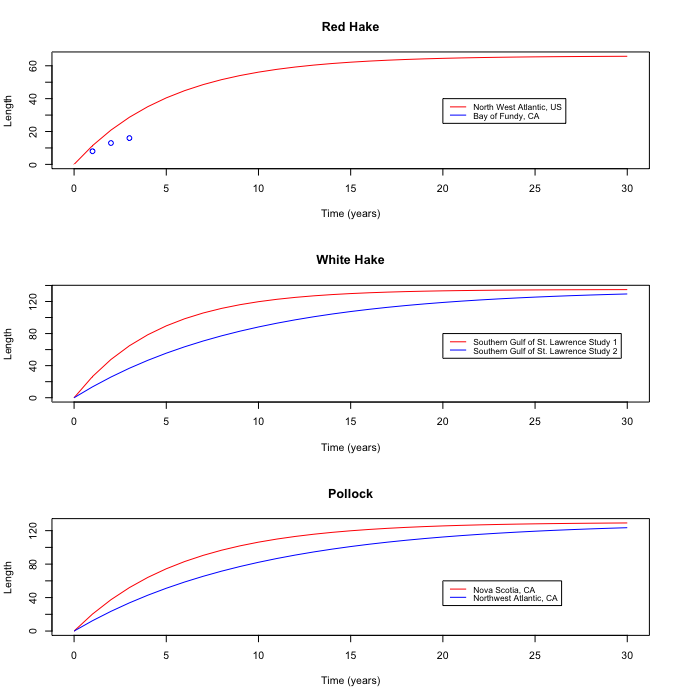 Red Hake
Length
60
40
20
0
North West Atlantic, US
Bay of Fundy, CA
0 5 10 15 20 25 30
Time (years)
White Hake
Length
120
80
40
0
Southern Gulf of St. Lawrence Study 1
Southern Gulf of St. Lawrence Study 2
0 5 10 15 20 25 30
Time (years)
Pollock
Length
120
80
40
0
Nova Scotia, CA
Northwest Atlantic, CA
0 5 10 15 20 25 30
Time (years)